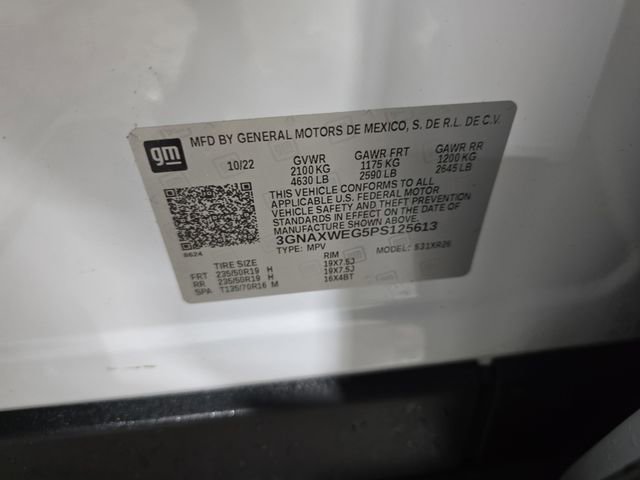 gm
MFD BY GENERAL MOTORS DE MEXICO, S. DE R.L. DE C.V.
10/22 GVWR GAWR FRT GAWR RR
2100 KG 1175 KG 1200 KG
4630 LB 2590 LB 2645 LB
THIS VEHICLE CONFORMS TO ALL
APPLICABLE U.S. FEDERAL MOTOR
VEHICLE SAFETY AND THEFT PREVENTION
STANDARDS IN EFFECT ON THE DATE OF
MANUFACTURE SHOWN ABOVE.
3GNAXWEG5PS125613
TYPE: MPV MODEL: 531XR26
8624
TIRE SIZE RIM
FRT 235/50R19 H 19X7.5J
RR 235/50R19 H 19X7.5J
SPA T135/70R16 M 16X4BT